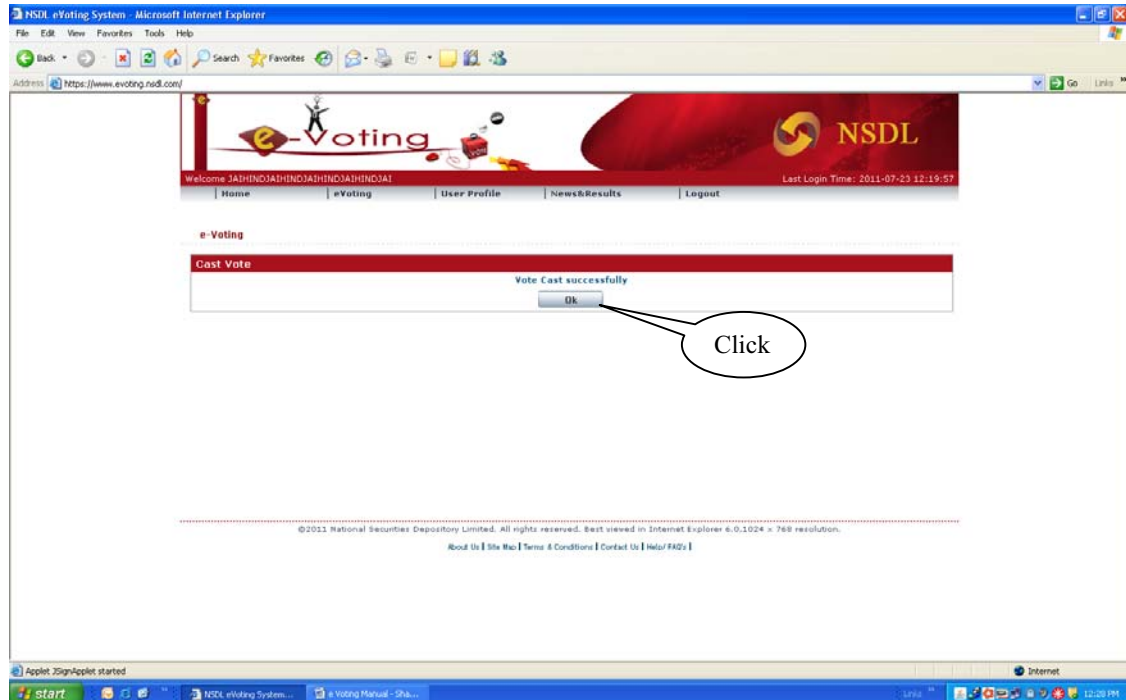 NSDL eVoting System - Microsoft Internet Explorer
File Edit View Favorites Tools Help
Back Search Favorites
Address https://www.evoting.nsdl.com/ Go Links
e-Voting NSDL
VOTE
Welcome JAIHINDJAIHINDJAIHINDJAIHINDJAI Last Login Time: 2011-07-23 12:19:57
Home eVoting User Profile News&Results Logout
e-Voting
Cast Vote
Vote Cast successfully
Ok
Click
©2011 National Securities Depository Limited. All rights reserved. Best viewed in Internet Explorer 6.0,1024 x 768 resolution.
About Us | Site Map | Terms & Conditions | Contact Us | Help/ FAQ's |
Applet JSignApplet started Internet
start NSDL eVoting System... e Voting Manual - Sha... Links 12:28 PM